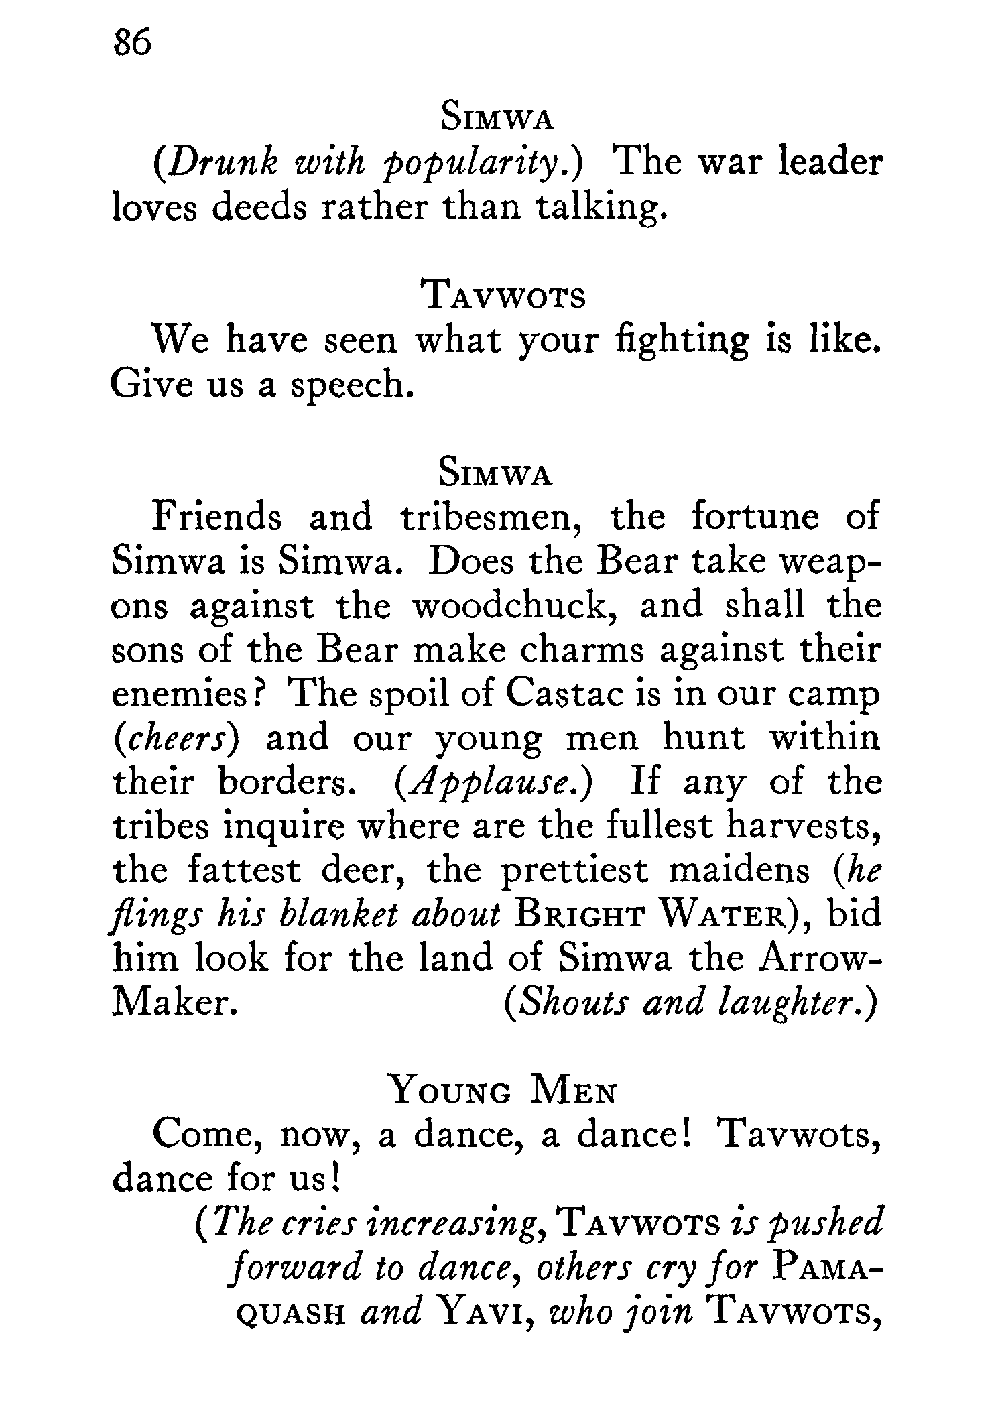 86
SIMWA
(Drunk with popularity.) The war leader
loves deeds rather than talking.
TAVWOTS
We have seen what your fighting is like.
Give us a speech.
SIMWA
Friends and tribesmen, the fortune of
Simwa is Simwa. Does the Bear take weap-
ons against the woodchuck, and shall the
sons of the Bear make charms against their
enemies? The spoil of Castac is in our camp
(cheers) and our young men hunt within
their borders. (Applause.) If any of the
tribes inquire where are the fullest harvests,
the fattest deer, the prettiest maidens (he
flings his blanket about BRIGHT WATER), bid
him look for the land of Simwa the Arrow-
Maker. (Shouts and laughter.)
YOUNG MEN
Come, now, a dance, a dance! Tavwots,
dance for us!
(The cries increasing, TAVWOTS is pushed
forward to dance, others cry for PAMA-
QUASH and YAVI, who join TAVWOTS,